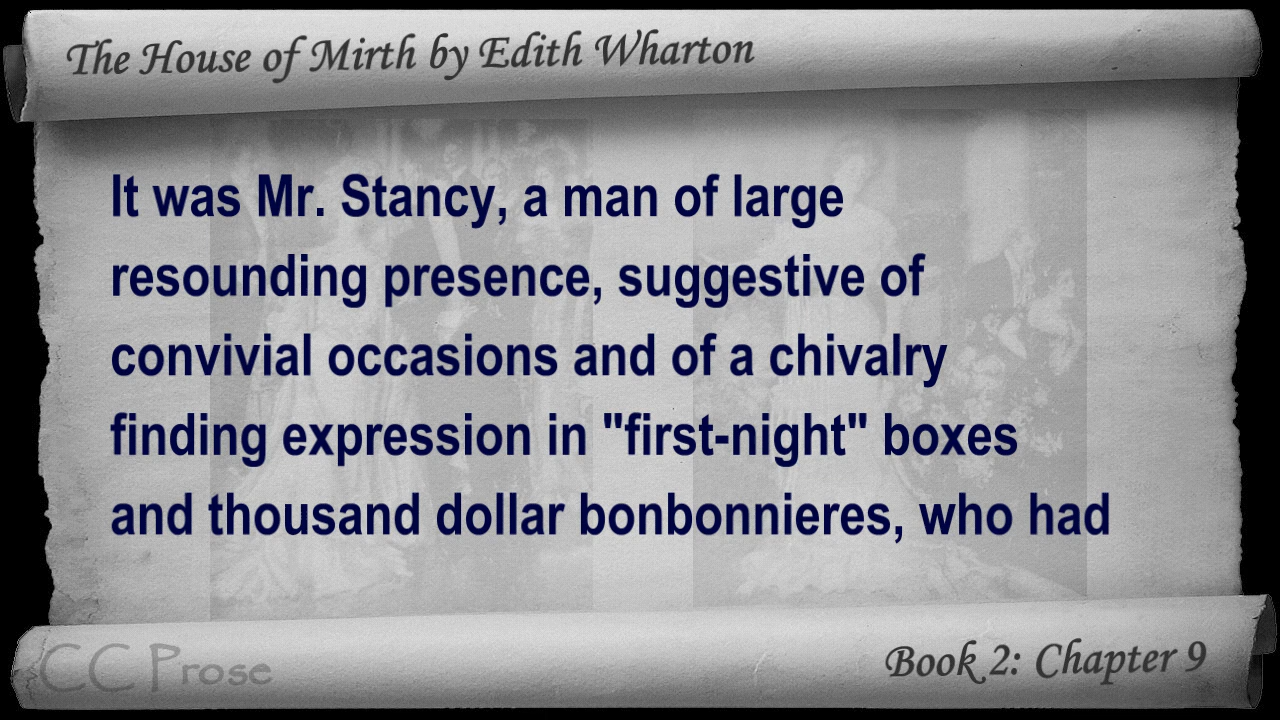 The House of Mirth by Edith Wharton
It was Mr. Stancy, a man of large
resounding presence, suggestive of
convivial occasions and of a chivalry
finding expression in "first-night" boxes
and thousand dollar bonbonnieres, who had
CC Prose
Book 2: Chapter 9